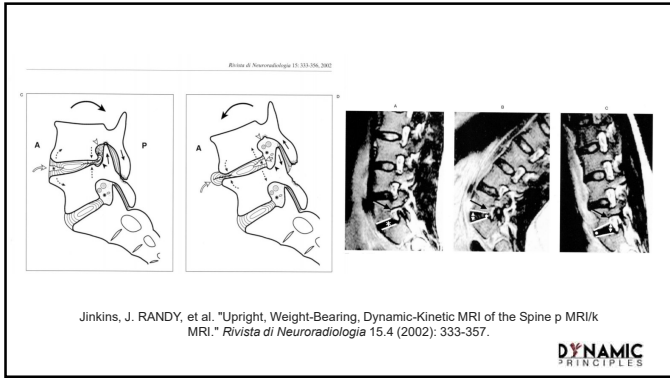 Rivista di Neuroradiologia 15: 333-356, 2002
C
A
P
D
A
A
B
C
Jinkins, J. RANDY, et al. "Upright, Weight-Bearing, Dynamic-Kinetic MRI of the Spine p MRI/k
MRI." Rivista di Neuroradiologia 15.4 (2002): 333-357.
DYNAMIC
PRINCIPLES